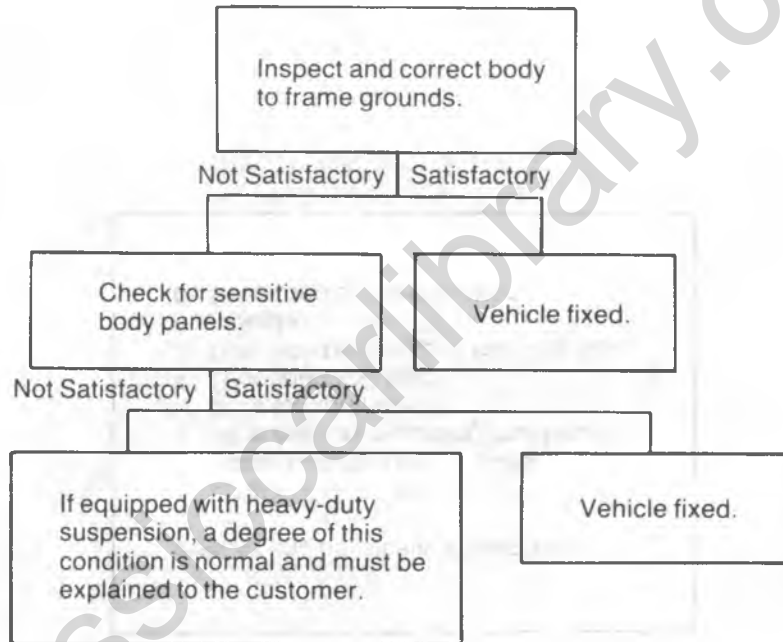 Inspect and correct body
to frame grounds.
Not Satisfactory Satisfactory
Check for sensitive
body panels.
Vehicle fixed.
Not Satisfactory Satisfactory
If equipped with heavy-duty
suspension, a degree of this
condition is normal and must be
explained to the customer.
Vehicle fixed.
ssiccarlibrary.o